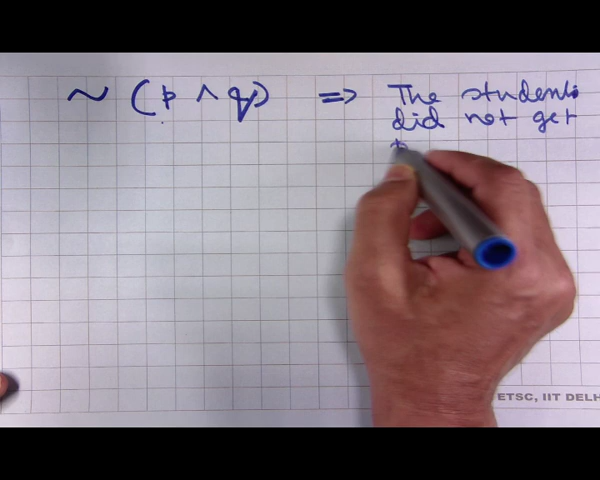 ~ (p ∧ q) => The students
did not get
ETSC, IIT DELH